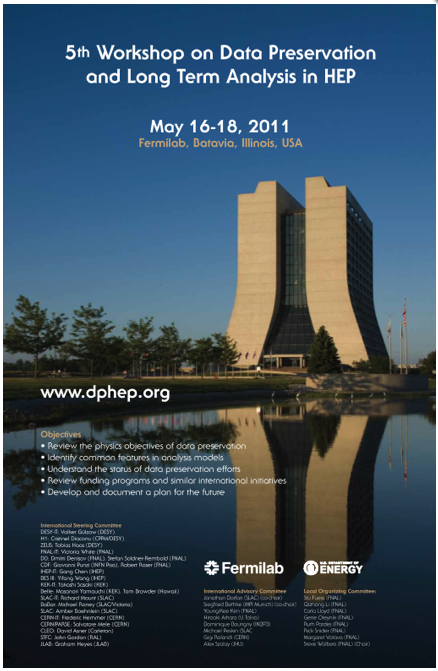 5th Workshop on Data Preservation
and Long Term Analysis in HEP
May 16-18, 2011
Fermilab, Batavia, Illinois, USA
www.dphep.org
Objectives
• Review the physics objectives of data preservation
• Identify common features in analysis models
• Understand the status of data preservation efforts
• Review funding programs and similar international initiatives
• Develop and document a plan for the future
International Steering Committee
DESY-IT: Volker Gülzow (DESY)
H1: Cristinel Diaconu (CPPM/DESY)
ZEUS: Tobias Haas (DESY)
FNAL-IT: Victoria White (FNAL)
DO: Dmitri Denisov (FNAL), Stefan Soldner-Rembold (FNAL)
CDF: Giovanni Punzi (INFN Pisa), Robert Roser (FNAL)
IHEP-IT: Gang Chen (IHEP)
BES III: Yifang Wang (IHEP)
KEK-IT: Takashi Sasaki (KEK)
Belle: Masanori Yamauchi (KEK), Tom Browder (Hawaii)
SLAC-IT: Richard Mount (SLAC)
BaBar: Michael Roney (SLAC/Victoria)
SLAC: Amber Boehnlein (SLAC)
CERN-IT: Frederic Hemmer (CERN)
CERN/PARSE: Salvatore Mele (CERN)
CLEO: David Asner (Carleton)
STFC: John Gordon (RAL)
JLAB: Graham Heyes (JLAB)
Fermilab
ENERGY
International Advisory Committee
Jonathan Dorfan (SLAC) (co-chair)
Siegfried Bethke (MPI Munich) (co-chair)
Young-Kee Kim (FNAL)
Hiroaki Aihara (U Tokyo)
Dominique Boutigny (IN2P3)
Michael Peskin (SLAC)
Gigi Rolandi (CERN)
Alex Szalay (JHU)
Local Organizing Committee:
Stu Fuess (FNAL)
Qizhong Li (FNAL)
Gene Oleynik (FNAL)
Ruth Pordes (FNAL)
Rick Snider (FNAL)
Margaret Votava (FNAL)
Steve Wolbers (FNAL) (Chair)